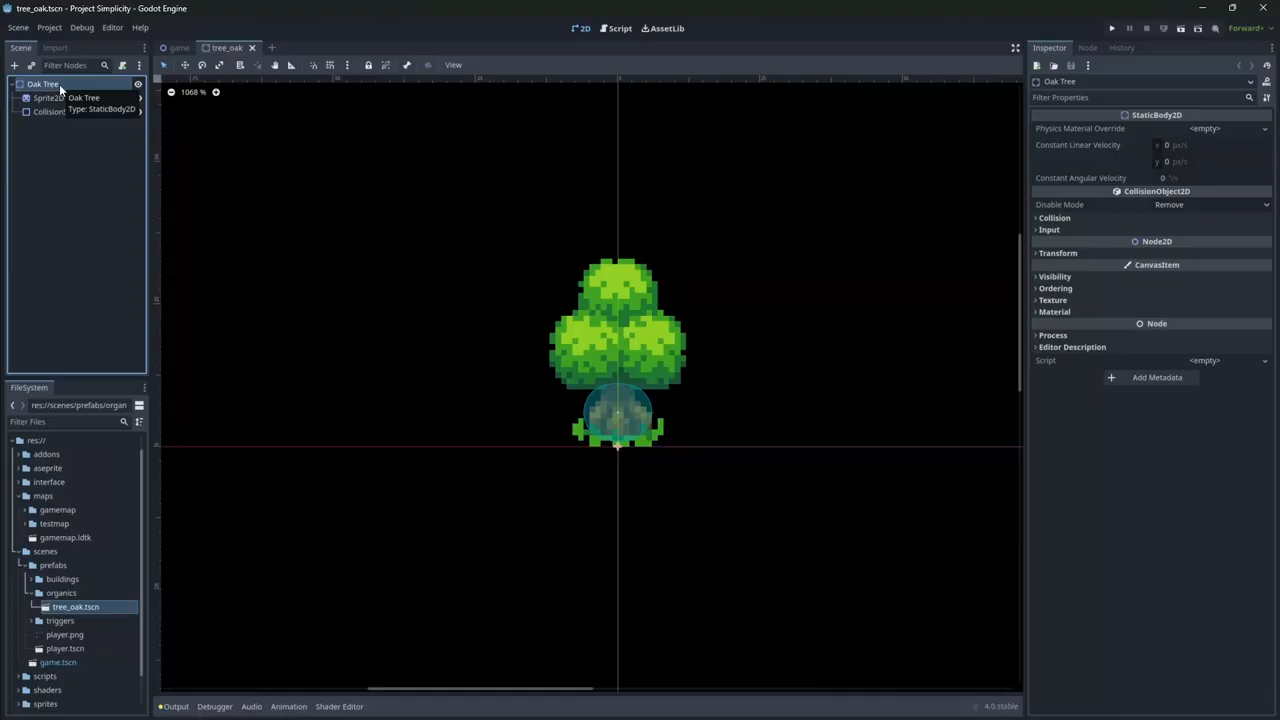 tree_oak.tscn - Project Simplicity - Godot Engine
Scene Project Debug Editor Help
2D Script AssetLib
Forward+
Scene Import
game tree_oak
Inspector Node History
Filter Nodes
View
Oak Tree
Sprite2D
Collision
Oak Tree
Type: StaticBody2D
1068 %
Oak Tree
Filter Properties
StaticBody2D
Physics Material Override <empty>
Constant Linear Velocity x 0 px/s
y 0 px/s
Constant Angular Velocity 0 °/s
CollisionObject2D
Disable Mode Remove
Collision
Input
Node2D
Transform
CanvasItem
Visibility
Ordering
Texture
Material
Node
Process
Editor Description
Script <empty>
Add Metadata
FileSystem
res://scenes/prefabs/organ
Filter Files
res://
addons
aseprite
interface
maps
gamemap
testmap
gamemap.ldtk
scenes
prefabs
buildings
organics
tree_oak.tscn
triggers
player.png
player.tscn
game.tscn
scripts
shaders
sprites
Output Debugger Audio Animation Shader Editor
4.0.stable